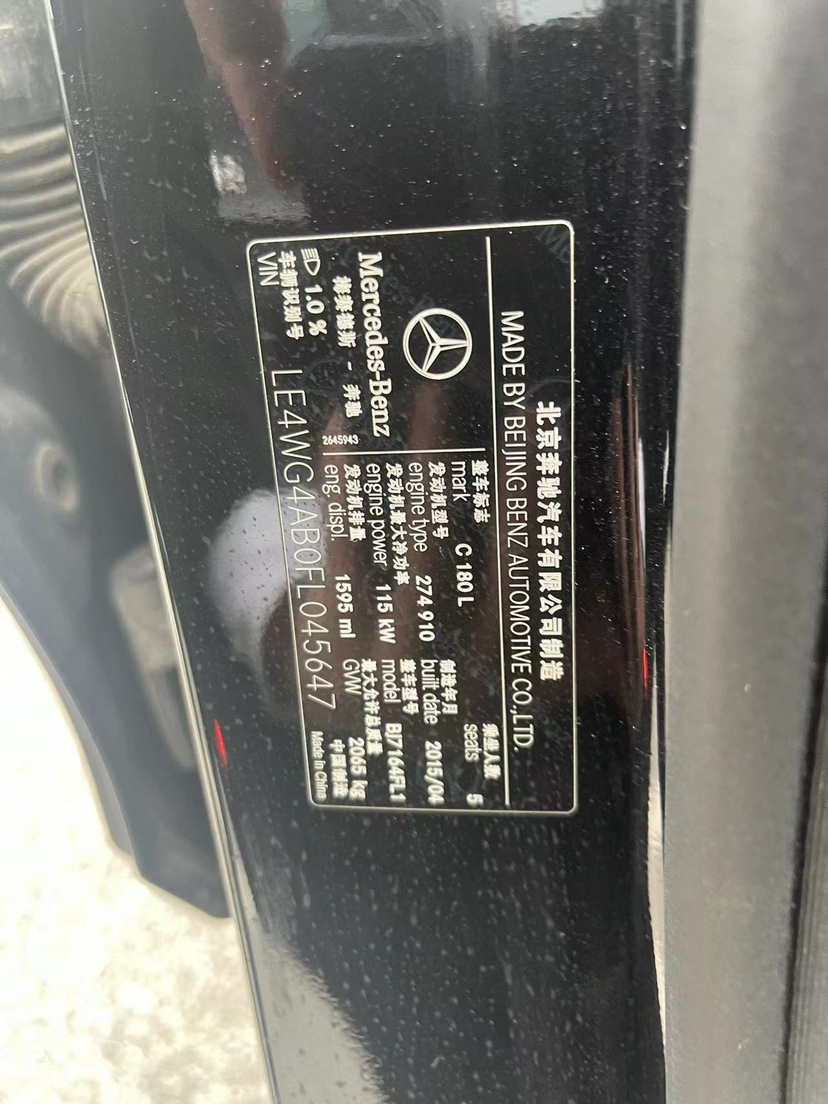 北京奔驰汽车有限公司制造
MADE BY BEIJING BENZ AUTOMOTIVE CO.,LTD.
Mercedes-Benz
梅赛德斯 - 奔驰
1.0 %
2645943
乘坐人数
seats 5
整车标志
mark C 180 L
制造年月
built date 2015/04
发动机型号
engine type 274 910
整车型号
model BJ7164FL1
发动机最大净功率
engine power 115 kW
最大允许总质量
GVW 2065 kg
发动机排量
eng. displ. 1595 ml
中国制造
Made in China
车辆识别号
VIN LE4WG4AB0FL045647